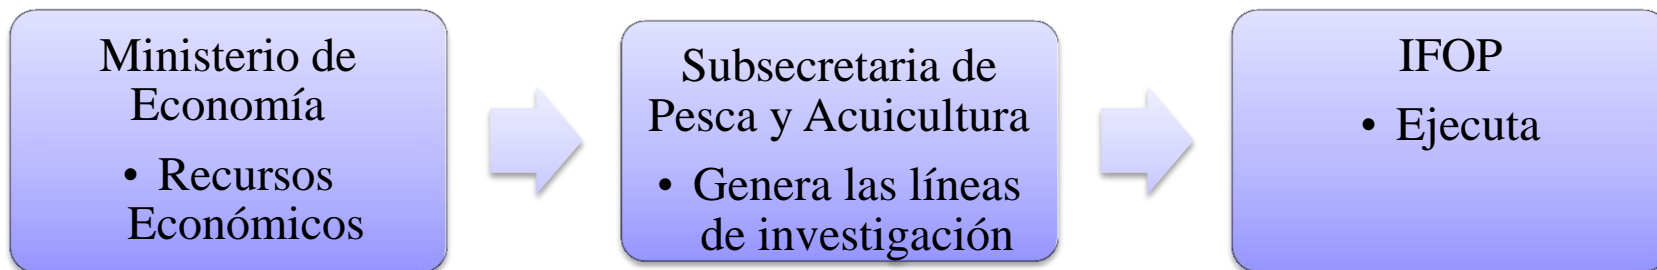 Ministerio de
Economía
• Recursos
Económicos
Subsecretaria de
Pesca y Acuicultura
• Genera las líneas
de investigación
IFOP
• Ejecuta